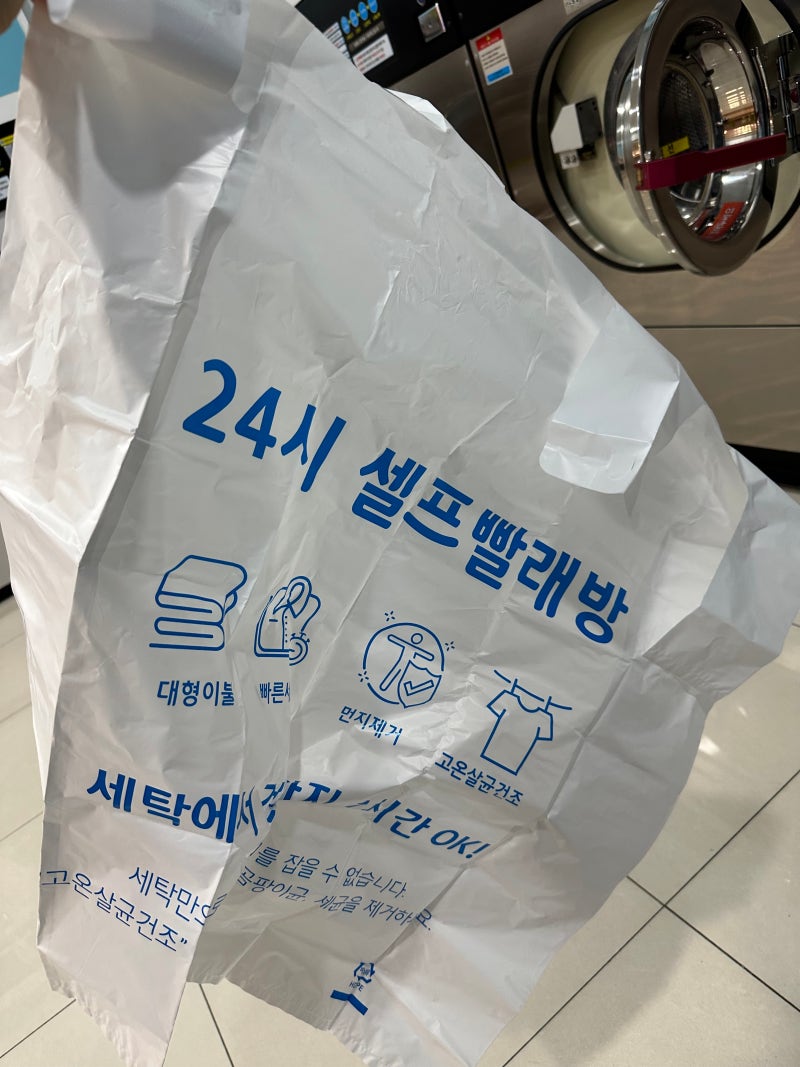 24시 셀프빨래방
대형이불
먼지제거
고온살균건조
세탁에서
시간 OK!
를 잡을 수 없습니다.
세탁만으
곰팡이균, 세균을 제거하
고온살균건조”
HDPE